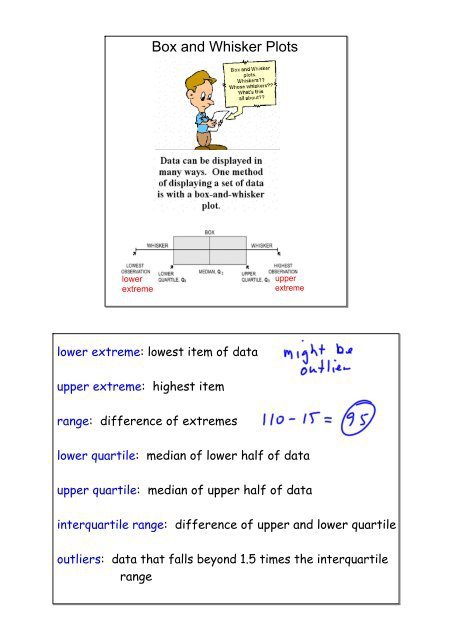 Box and Whisker Plots
Box and Whisker
plots.
Whiskers??
Whose whiskers??
What's this
all about??
Data can be displayed in
many ways. One method
of displaying a set of data
is with a box-and-whisker
plot.
BOX
WHISKER WHISKER
LOWEST OBSERVATION
lower extreme
LOWER QUARTILE,
MEDIAN,
UPPER QUARTILE,
HIGHEST OBSERVATION
upper extreme
lower extreme: lowest item of data might be
outlier
upper extreme: highest item
range: difference of extremes 110 - 15 = 95
lower quartile: median of lower half of data
upper quartile: median of upper half of data
interquartile range: difference of upper and lower quartile
outliers: data that falls beyond 1.5 times the interquartile
range